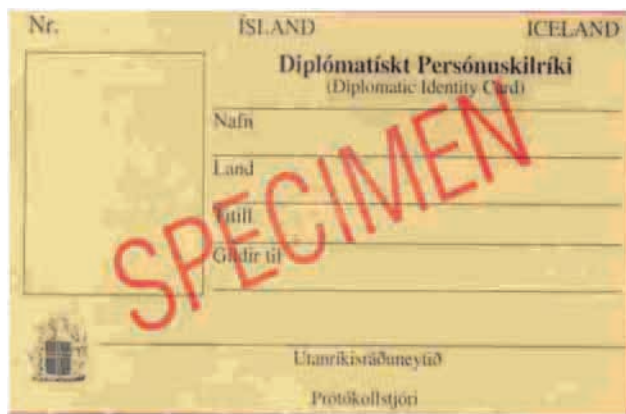 Nr. ÍSLAND ICELAND
Diplómatískt Persónuskilríki
(Diplomatic Identity Card)
Nafn
Land
Titill
Gildir til
SPECIMEN
Utanríkisráðuneytið
Prótókollstjóri